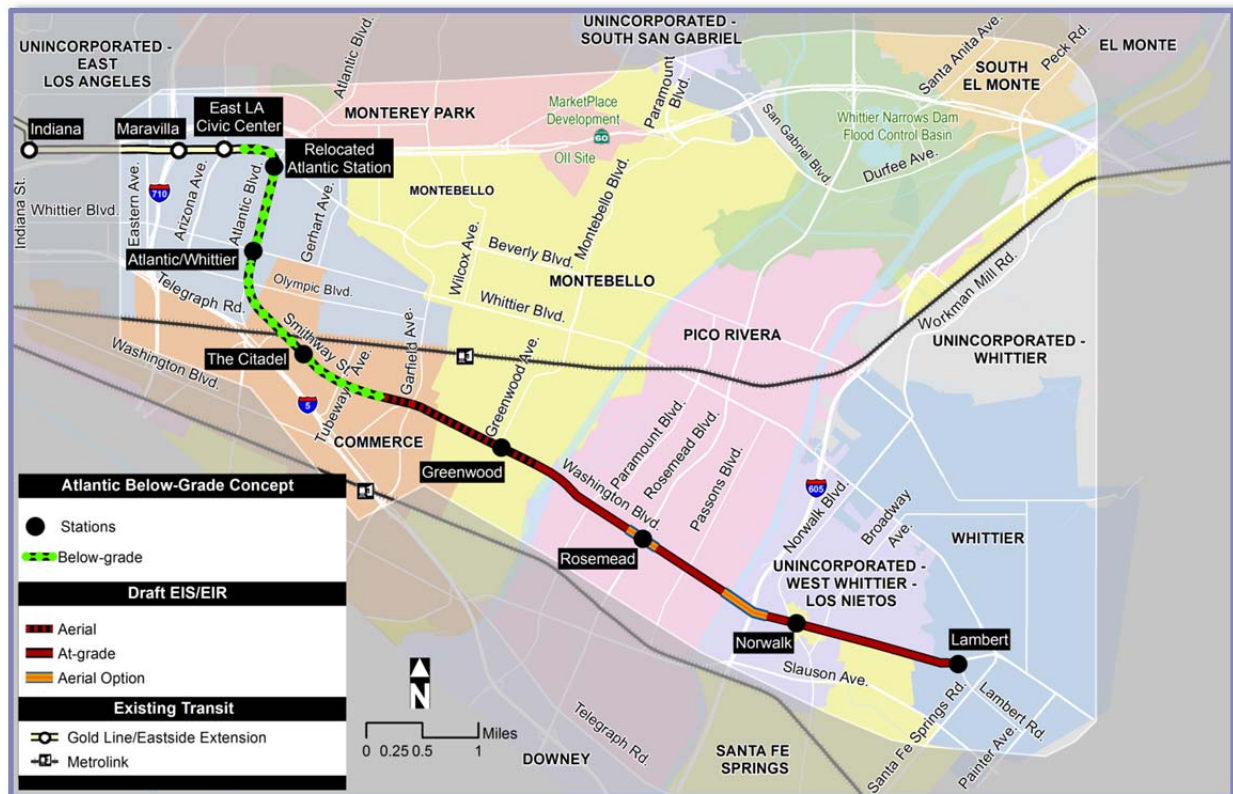 UNINCORPORATED -
EAST
LOS ANGELES
Atlantic Blvd.
UNINCORPORATED -
SOUTH SAN GABRIEL
Paramount
Blvd.
Santa Anita Ave.
Peck Rd.
EL MONTE
SOUTH
EL MONTE
Indiana
Maravilla
East LA
Civic Center
MONTEREY PARK
MarketPlace
Development
60
OII Site
San Gabriel Blvd.
Whittier Narrows Dam
Flood Control Basin
Durfee Ave.
Relocated
Atlantic Station
Indiana St.
Whittier Blvd.
Eastern Ave.
710
Arizona Ave.
Atlantic Blvd.
Gerhart Ave.
MONTEBELLO
Montebello Blvd.
Wilcox Ave.
Beverly Blvd.
MONTEBELLO
Atlantic/Whittier
Telegraph Rd.
Olympic Blvd.
Whittier Blvd.
Workman Mill Rd.
PICO RIVERA
UNINCORPORATED -
WHITTIER
Washington Blvd.
The Citadel
Smithway St.
Tubeway Ave.
Garfield Ave.
Greenwood Ave.
5
COMMERCE
Greenwood
Paramount Blvd.
Rosemead Blvd.
Passons Blvd.
Washington Blvd.
605
Norwalk Blvd.
Broadway
Ave.
WHITTIER
Rosemead
UNINCORPORATED -
WEST WHITTIER -
LOS NIETOS
Norwalk
Lambert
Slauson Ave.
Santa Fe Springs Rd.
Lambert Rd.
Painter Ave.
Telegraph Rd.
DOWNEY
SANTA FE
SPRINGS
Atlantic Below-Grade Concept
Stations
Below-grade
Draft EIS/EIR
Aerial
At-grade
Aerial Option
Existing Transit
Gold Line/Eastside Extension
Metrolink
N
Miles
0 0.25 0.5 1